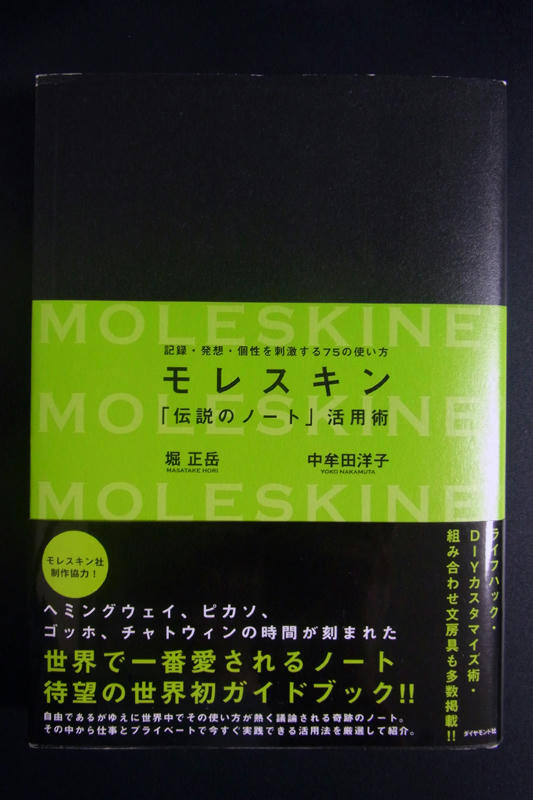 MOLESKINE
記録・発想・個性を刺激する75の使い方
モレスキン
MOLESKINE
「伝説のノート」活用術
堀 正岳
MASATAKE HORI
中牟田洋子
YOKO NAKAMUTA
MOLESKINE
モレスキン社
制作協力!
ライフハック・
DIYカスタマイズ術・
組み合わせ文房具も多数掲載!!
ヘミングウェイ、ピカソ、
ゴッホ、チャトウィンの時間が刻まれた
世界で一番愛されるノート
待望の世界初ガイドブック!!
自由であるがゆえに世界中でその使い方が熱く議論される奇跡のノート。
その中から仕事とプライベートで今すぐ実践できる活用法を厳選して紹介。
ダイヤモンド社